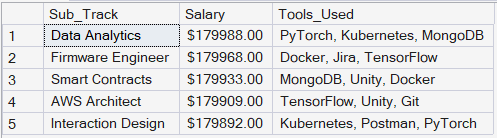 Sub_Track Salary Tools_Used
1 Data Analytics $179988.00 PyTorch, Kubernetes, MongoDB
2 Firmware Engineer $179968.00 Docker, Jira, TensorFlow
3 Smart Contracts $179933.00 MongoDB, Unity, Docker
4 AWS Architect $179909.00 TensorFlow, Unity, Git
5 Interaction Design $179892.00 Kubernetes, Postman, PyTorch